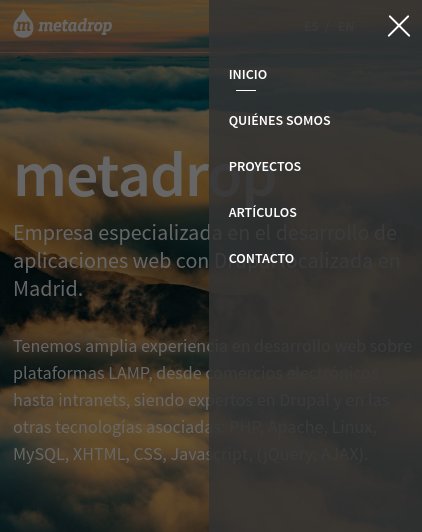 metadrop
ES / EN
INICIO
QUIÉNES SOMOS
PROYECTOS
ARTÍCULOS
CONTACTO
metadrop
Empresa especializada en el desarrollo de
aplicaciones web con Drupal localizada en
Madrid.
Tenemos amplia experiencia en desarrollo web sobre
plataformas LAMP, desde comercios electrónicos
hasta intranets, siendo expertos en Drupal y en las
otras tecnologías asociadas: PHP, Apache, Linux,
MySQL, XHTML, CSS, Javascript, (jQuery, AJAX).